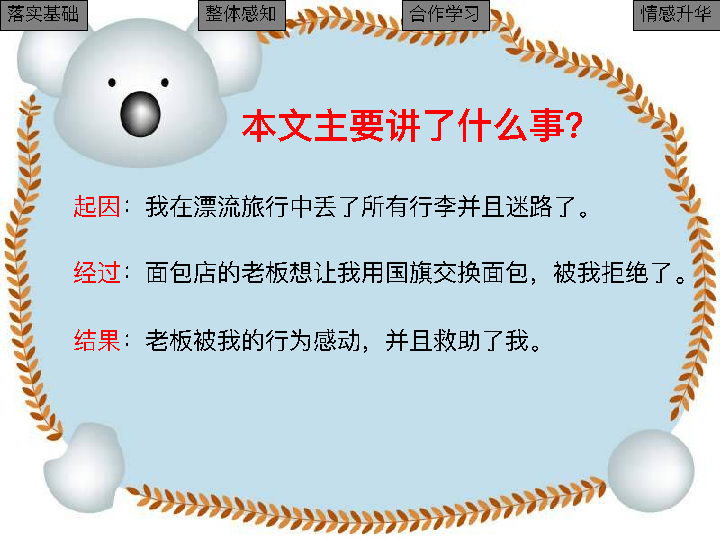 落实基础 整体感知 合作学习 情感升华
本文主要讲了什么事?
起因：我在漂流旅行中丢了所有行李并且迷路了。
经过：面包店的老板想让我用国旗交换面包，被我拒绝了。
结果：老板被我的行为感动，并且救助了我。